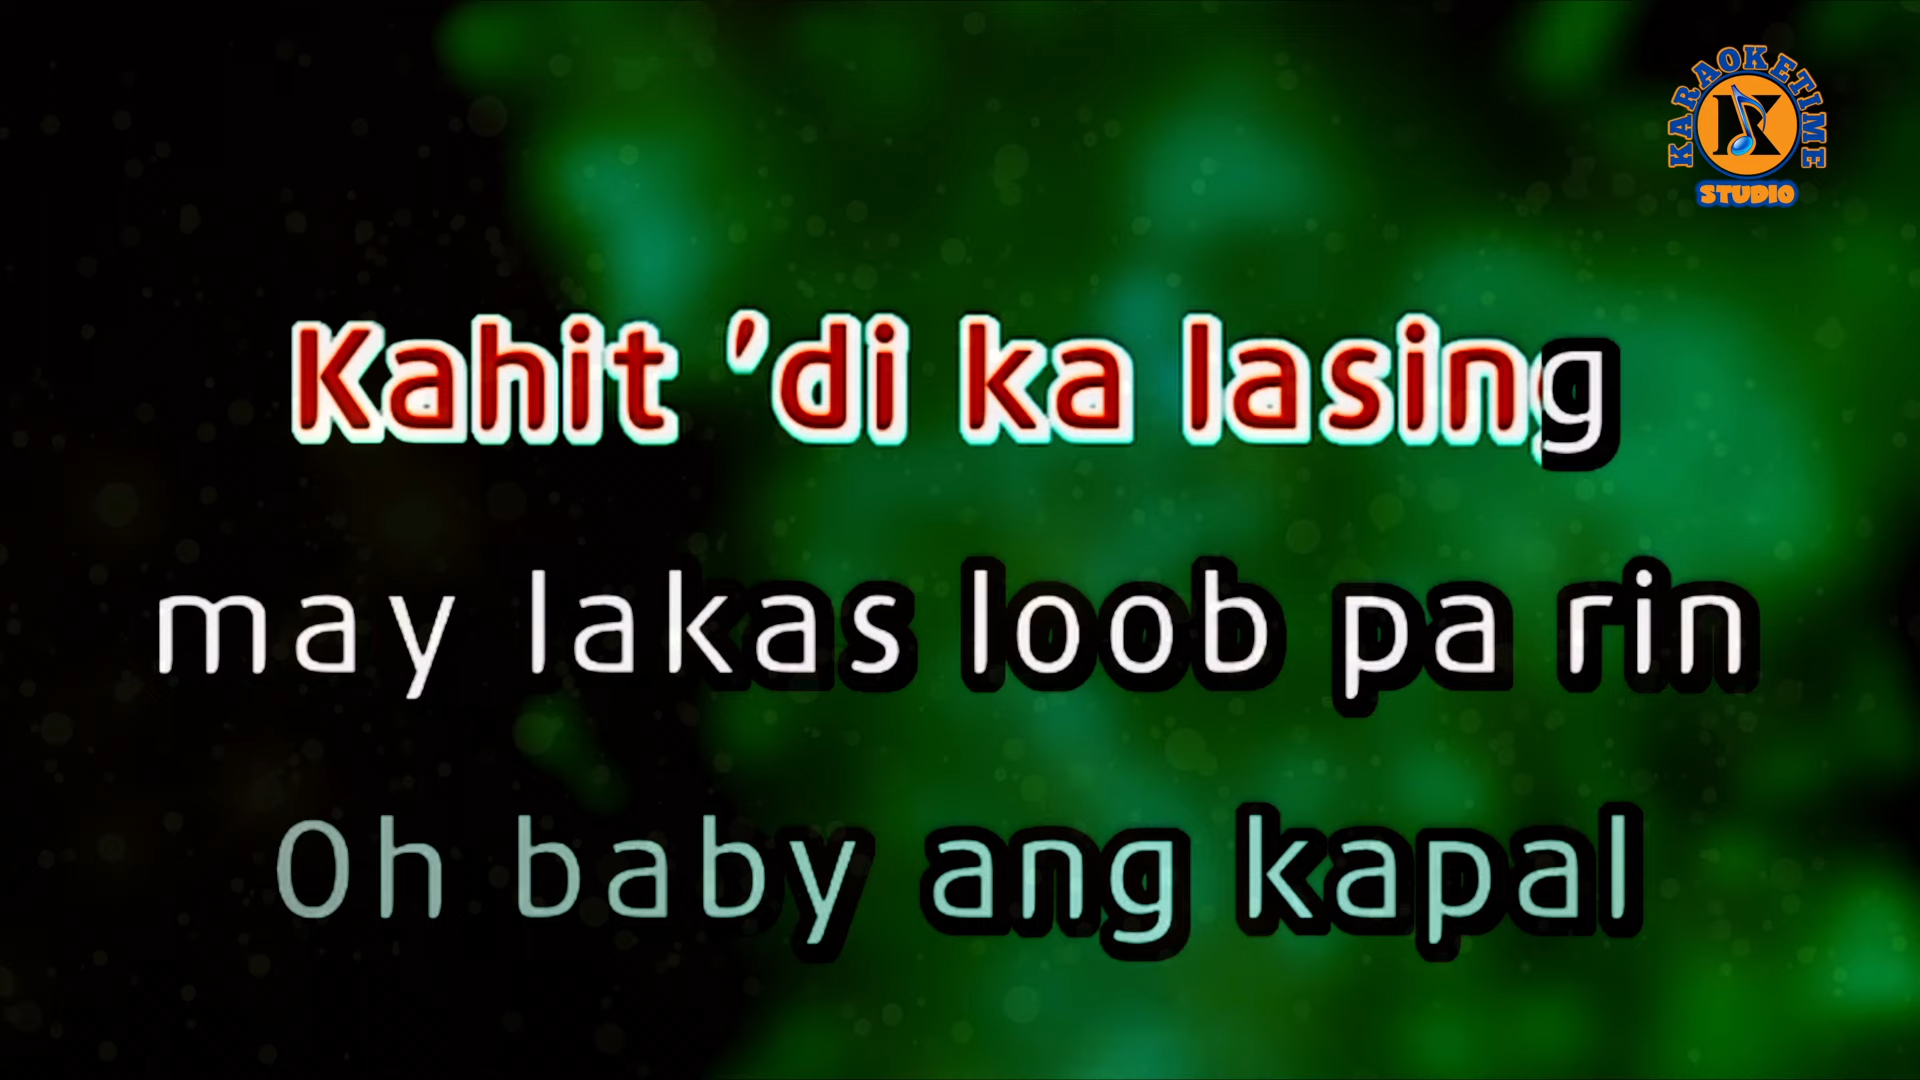 KARAOKETIME
STUDIO
Kahit 'di ka lasing
may lakas loob pa rin
Oh baby ang kapal